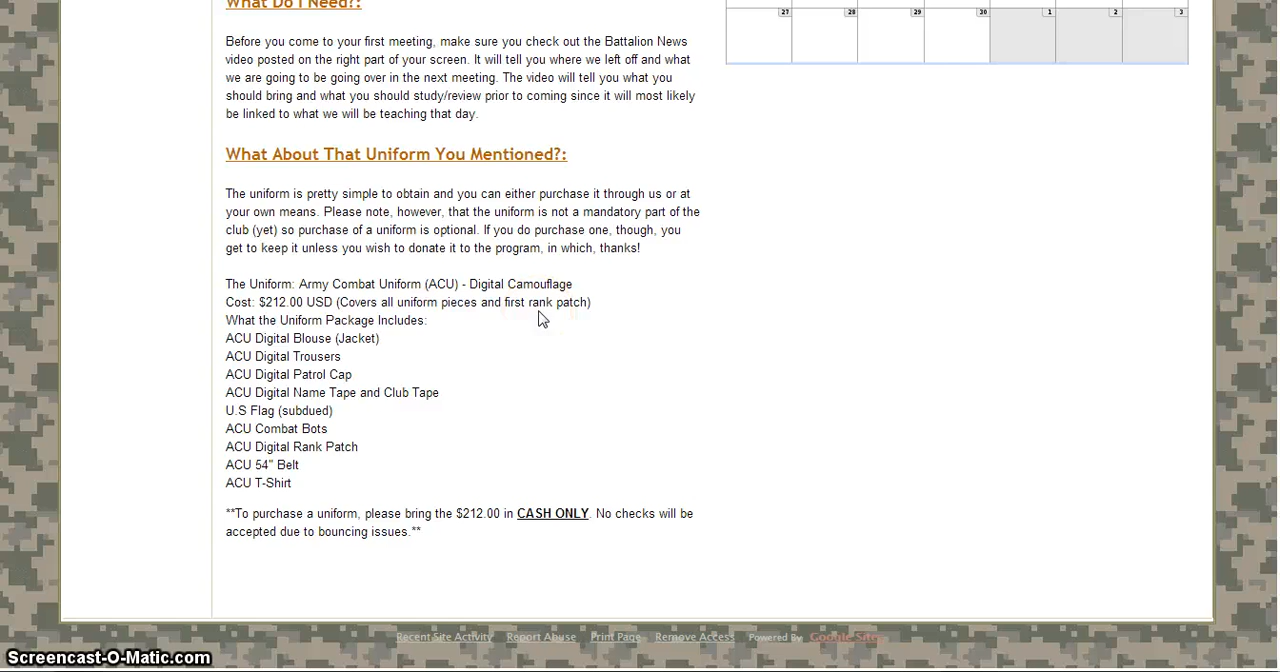 What Do I Need?:
27 28 29 30 1 2 3
Before you come to your first meeting, make sure you check out the Battalion News
video posted on the right part of your screen. It will tell you where we left off and what
we are going to be going over in the next meeting. The video will tell you what you
should bring and what you should study/review prior to coming since it will most likely
be linked to what we will be teaching that day.
What About That Uniform You Mentioned?:
The uniform is pretty simple to obtain and you can either purchase it through us or at
your own means. Please note, however, that the uniform is not a mandatory part of the
club (yet) so purchase of a uniform is optional. If you do purchase one, though, you
get to keep it unless you wish to donate it to the program, in which, thanks!
The Uniform: Army Combat Uniform (ACU) - Digital Camouflage
Cost: $212.00 USD (Covers all uniform pieces and first rank patch)
What the Uniform Package Includes:
ACU Digital Blouse (Jacket)
ACU Digital Trousers
ACU Digital Patrol Cap
ACU Digital Name Tape and Club Tape
U.S Flag (subdued)
ACU Combat Bots
ACU Digital Rank Patch
ACU 54" Belt
ACU T-Shirt
**To purchase a uniform, please bring the $212.00 in CASH ONLY. No checks will be
accepted due to bouncing issues.**
Recent Site Activity Report Abuse Print Page Remove Access Powered By Google Sites
Screencast-O-Matic.com